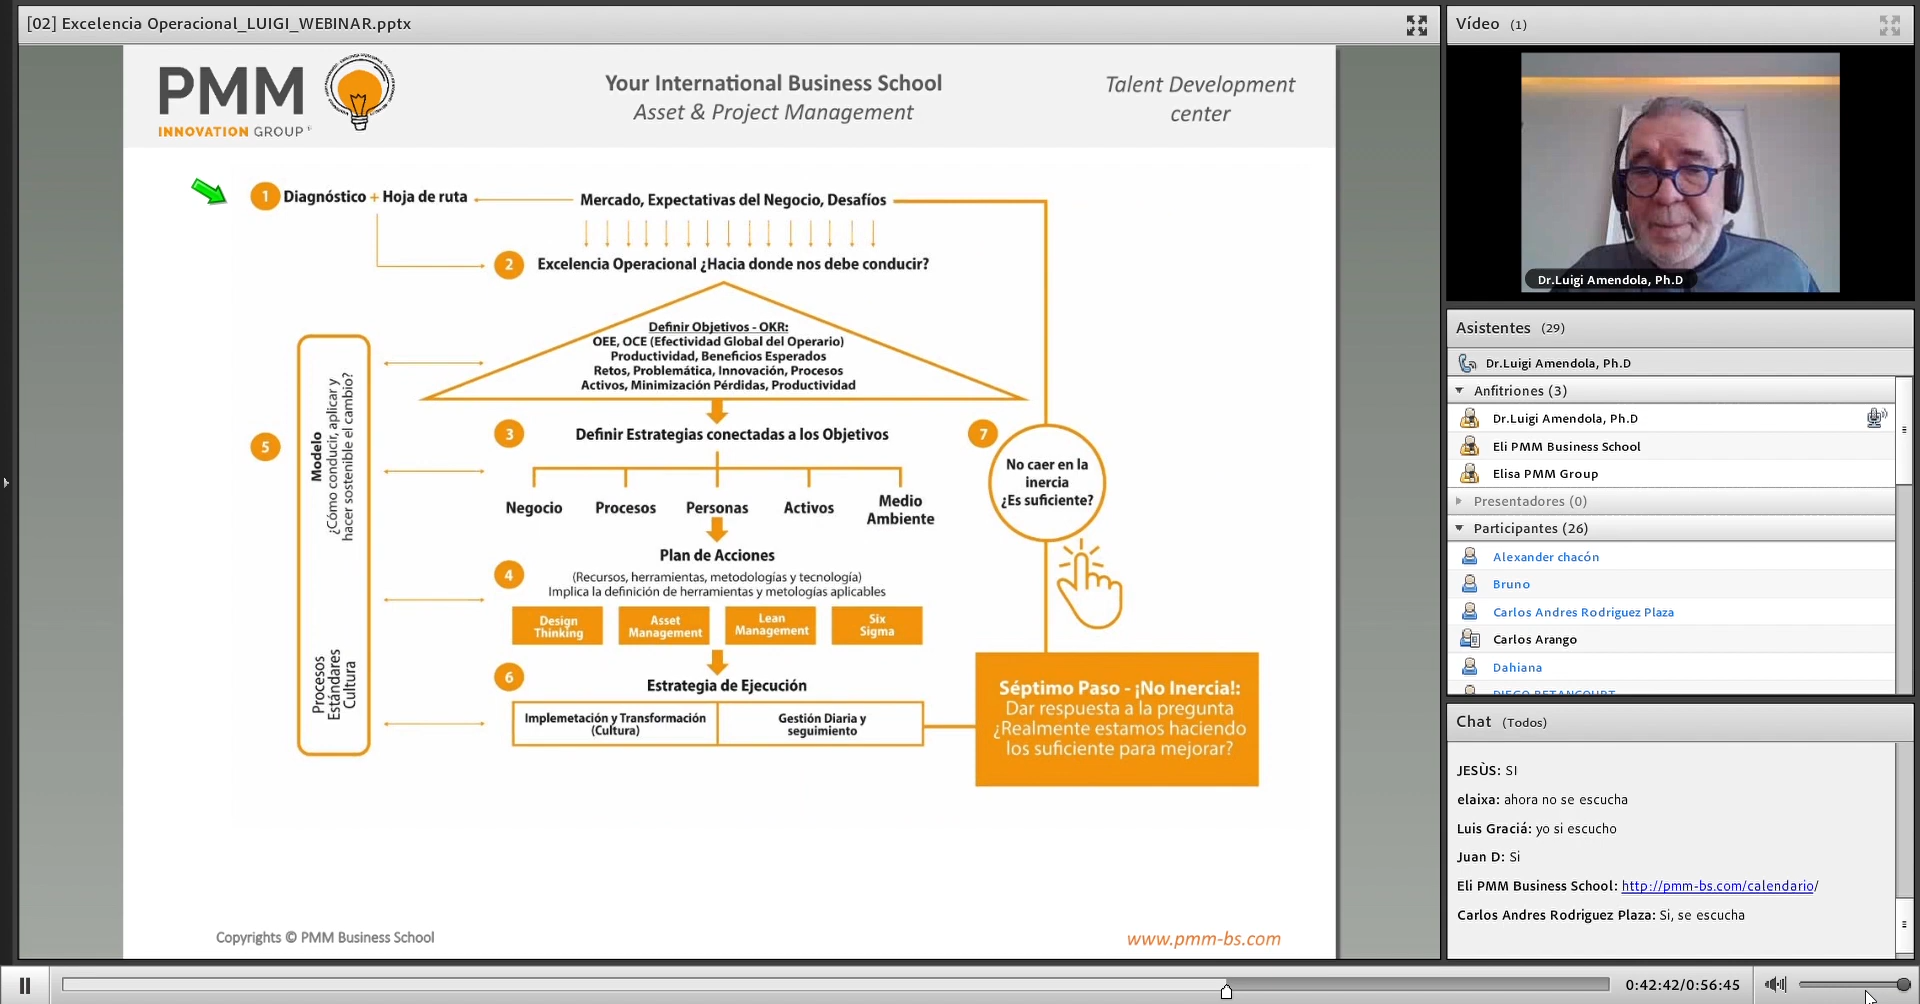 [02] Excelencia Operacional_LUIGI_WEBINAR.pptx
PMM
INNOVATION GROUP
Your International Business School
Asset & Project Management
Talent Development
center
1 Diagnóstico + Hoja de ruta
Mercado, Expectativas del Negocio, Desafíos
2 Excelencia Operacional ¿Hacia donde nos debe conducir?
Definir Objetivos - OKR:
OEE, OCE (Efectividad Global del Operario)
Productividad, Beneficios Esperados
Retos, Problemática, Innovación, Procesos
Activos, Minimización Pérdidas, Productividad
3 Definir Estrategias conectadas a los Objetivos
Negocio
Procesos
Personas
Activos
Medio
Ambiente
Plan de Acciones
4
(Recursos, herramientas, metodologías y tecnología)
Implica la definición de herramientas y metologías aplicables
Design
Thinking
Asset
Management
Lean
Management
Six
Sigma
5
Modelo
¿Cómo conducir, aplicar y
hacer sostenible el cambio?
Procesos
Estándares
Cultura
6
Estrategia de Ejecución
Implemetación y Transformación
(Cultura)
Gestión Diaria y
seguimiento
7
No caer en la
inercia
¿Es suficiente?
Séptimo Paso - ¡No Inercia!:
Dar respuesta a la pregunta
¿Realmente estamos haciendo
los suficiente para mejorar?
Copyrights © PMM Business School
www.pmm-bs.com
Vídeo (1)
Dr.Luigi Amendola, Ph.D
Asistentes (29)
Dr.Luigi Amendola, Ph.D
Anfitriones (3)
Dr.Luigi Amendola, Ph.D
Eli PMM Business School
Elisa PMM Group
Presentadores (0)
Participantes (26)
Alexander chacón
Bruno
Carlos Andres Rodriguez Plaza
Carlos Arango
Dahiana
DIEGO BETANCOURT
Chat (Todos)
JESÙS: SI
elaixa: ahora no se escucha
Luis Graciá: yo si escucho
Juan D: Si
Eli PMM Business School: http://pmm-bs.com/calendario/
Carlos Andres Rodriguez Plaza: Si, se escucha
0:42:42/0:56:45